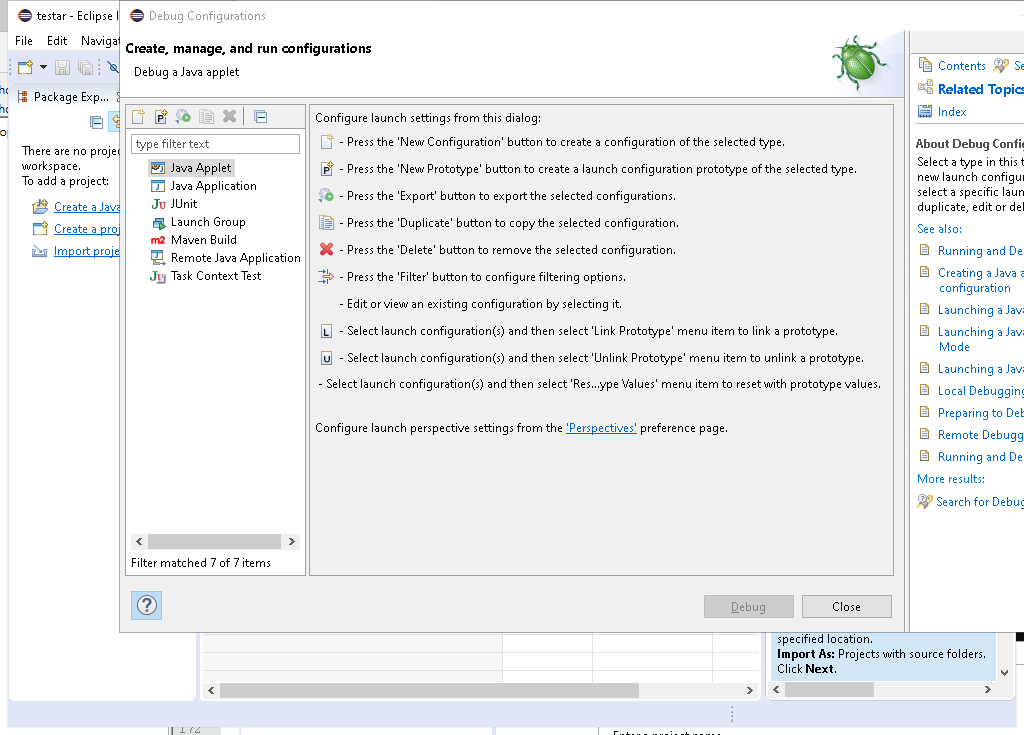 testar - Eclipse I
Debug Configurations
File Edit Navigat
Create, manage, and run configurations
Debug a Java applet
Package Exp...
type filter text
There are no projec
workspace.
To add a project:
Create a Java
Create a proj
Import proje
Java Applet
Java Application
JUnit
Launch Group
Maven Build
Remote Java Application
Task Context Test
Filter matched 7 of 7 items
Configure launch settings from this dialog:
- Press the 'New Configuration' button to create a configuration of the selected type.
- Press the 'New Prototype' button to create a launch configuration prototype of the selected type.
- Press the 'Export' button to export the selected configurations.
- Press the 'Duplicate' button to copy the selected configuration.
- Press the 'Delete' button to remove the selected configuration.
- Press the 'Filter' button to configure filtering options.
- Edit or view an existing configuration by selecting it.
- Select launch configuration(s) and then select 'Link Prototype' menu item to link a prototype.
- Select launch configuration(s) and then select 'Unlink Prototype' menu item to unlink a prototype.
- Select launch configuration(s) and then select 'Res...ype Values' menu item to reset with prototype values.
Configure launch perspective settings from the 'Perspectives' preference page.
Debug
Close
Contents Se
Related Topics
Index
About Debug Config
Select a type in this t
new launch configur
select a specific laun
duplicate, edit or del
See also:
Running and De
Creating a Java a
configuration
Launching a Java
Launching a Java
Mode
Launching a Java
Local Debugging
Preparing to Deb
Remote Debugg
Running and De
More results:
Search for Debug
specified location.
Import As: Projects with source folders.
Click Next.
172